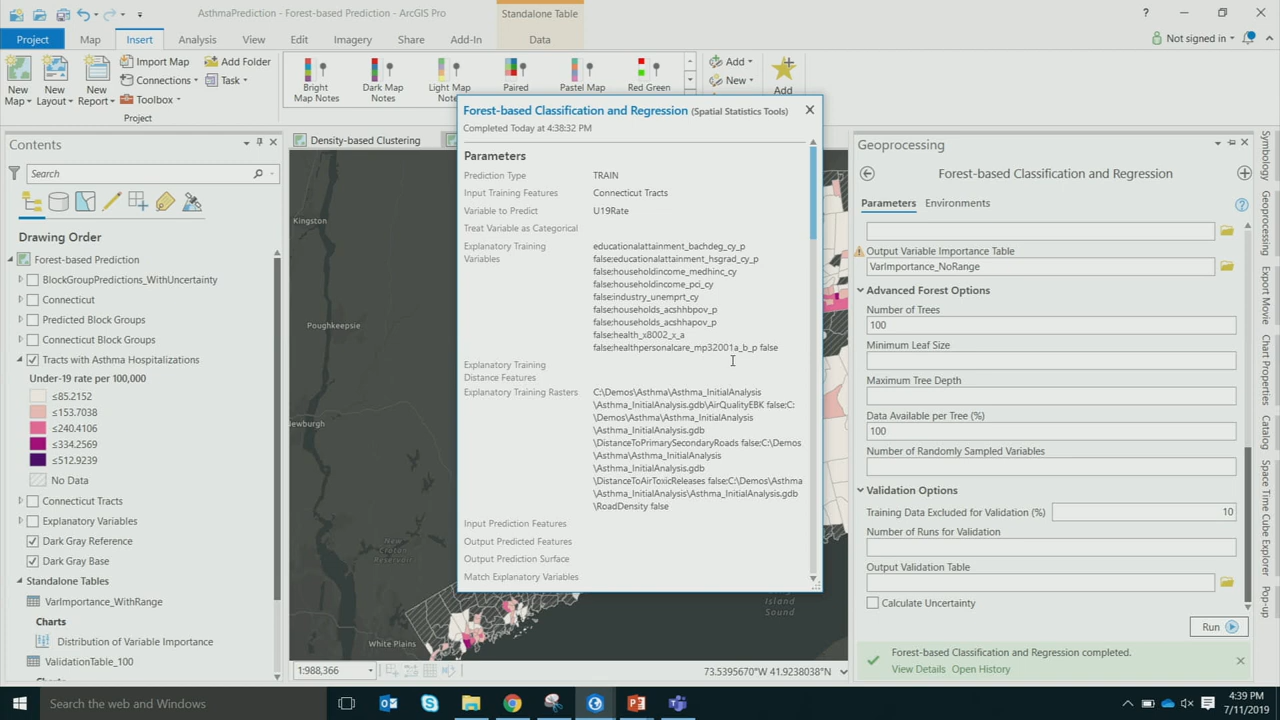 AsthmaPrediction - Forest-based Prediction - ArcGIS Pro
Standalone Table
?
Project
Map
Insert
Analysis
View
Edit
Imagery
Share
Add-In
Data
Not signed in
New Map
New Layout
New Report
Import Map
Connections
Toolbox
Add Folder
Task
Project
Bright Map Notes
Dark Map Notes
Light Map
Paired
Pastel Map
Red Green
Add
New
Add
Contents
Search
Drawing Order
Forest-based Prediction
BlockGroupPredictions_WithUncertainty
Connecticut
Predicted Block Groups
Connecticut Block Groups
Tracts with Asthma Hospitalizations
Under-19 rate per 100,000
≤85.2152
≤153.7038
≤240.4106
≤334.2569
≤512.9239
No Data
Connecticut Tracts
Explanatory Variables
Dark Gray Reference
Dark Gray Base
Standalone Tables
VarImportance_WithRange
Charts
Distribution of Variable Importance
ValidationTable_100
Density-based Clustering
Kingston
Poughkeepsie
Newburgh
New Croton Reservoir
White Plains
Island Sound
1:988,366
73.5395670°W 41.9238038°N
Forest-based Classification and Regression (Spatial Statistics Tools)
Completed Today at 4:38:32 PM
Parameters
Prediction Type TRAIN
Input Training Features Connecticut Tracts
Variable to Predict U19Rate
Treat Variable as Categorical
Explanatory Training Variables
educationalattainment_bachdeg_cy_p
false;educationalattainment_hsgrad_cy_p
false;householdincome_medhinc_cy
false;householdincome_pci_cy
false;industry_unemprt_cy
false;households_acshhbpov_p
false;households_acshhapov_p
false;health_x8002_x_a
false;healthpersonalcare_mp32001a_b_p false
Explanatory Training Distance Features
Explanatory Training Rasters
C:\Demos\Asthma\Asthma_InitialAnalysis
\Asthma_InitialAnalysis.gdb\AirQualityEBK false;C:
\Demos\Asthma\Asthma_InitialAnalysis
\Asthma_InitialAnalysis.gdb
\DistanceToPrimarySecondaryRoads false;C:\Demos
\Asthma\Asthma_InitialAnalysis
\Asthma_InitialAnalysis.gdb
\DistanceToAirToxicReleases false;C:\Demos\Asthma
\Asthma_InitialAnalysis\Asthma_InitialAnalysis.gdb
\RoadDensity false
Input Prediction Features
Output Predicted Features
Output Prediction Surface
Match Explanatory Variables
Geoprocessing
Forest-based Classification and Regression
Parameters
Environments
Output Variable Importance Table
VarImportance_NoRange
Advanced Forest Options
Number of Trees
100
Minimum Leaf Size
Maximum Tree Depth
Data Available per Tree (%)
100
Number of Randomly Sampled Variables
Validation Options
Training Data Excluded for Validation (%) 10
Number of Runs for Validation
Output Validation Table
Calculate Uncertainty
Run
Forest-based Classification and Regression completed.
View Details Open History
Symbology
Geoprocessing
Export Movie
Space Time Cube Explorer
Pop-up
Search the web and Windows
4:39 PM
7/11/2019